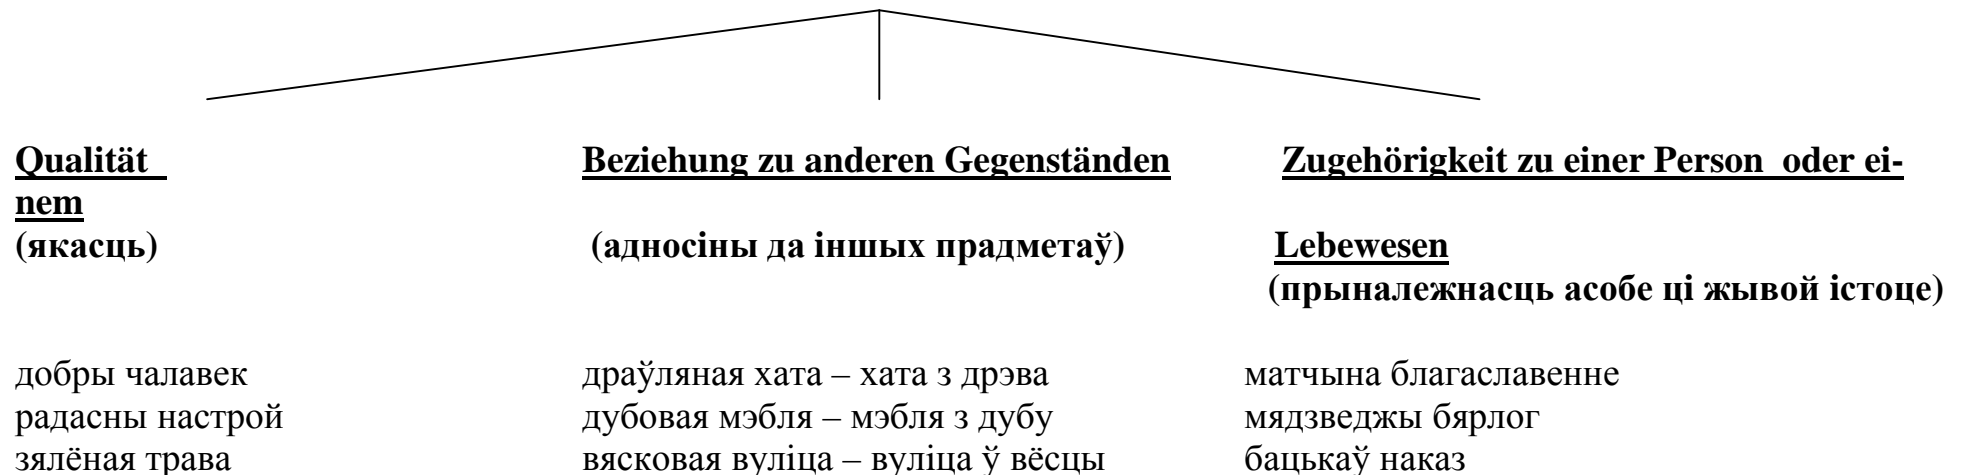 Qualität Beziehung zu anderen Gegenständen Zugehörigkeit zu einer Person oder ei-
nem
(якасць) (адносіны да іншых прадметаў) Lebewesen
(прыналежнасць асобе ці жывой істоце)
добры чалавек драўляная хата – хата з дрэва матчына благаславенне
радасны настрой дубовая мэбля – мэбля з дубу мядзведжы бярлог
зялёная трава вясковая вуліца – вуліца ў вёсцы бацькаў наказ